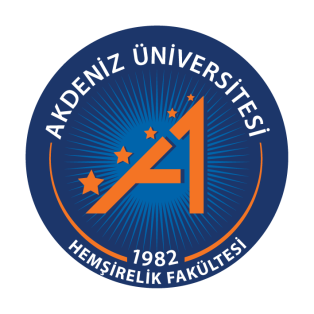 AKDENİZ ÜNİVERSİTESİ
1982
HEMŞİRELİK FAKÜLTESİ